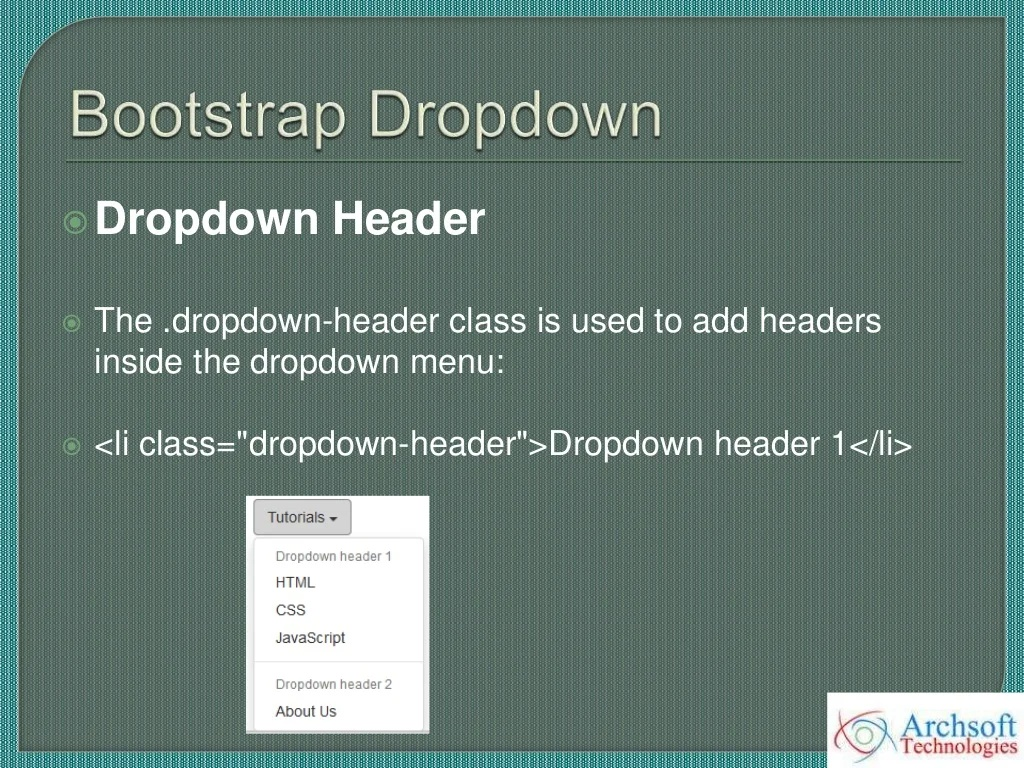 Bootstrap Dropdown
Dropdown Header
The .dropdown-header class is used to add headers
inside the dropdown menu:
<li class="dropdown-header">Dropdown header 1</li>
Tutorials
Dropdown header 1
HTML
CSS
JavaScript
Dropdown header 2
About Us
Archsoft
Technologies